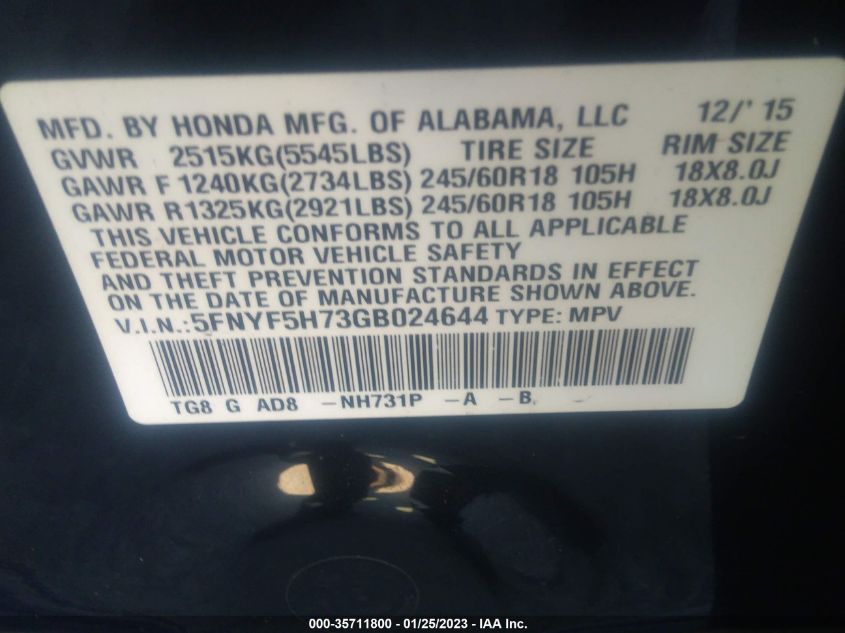 MFD. BY HONDA MFG. OF ALABAMA, LLC 12/' 15
GVWR 2515KG(5545LBS) TIRE SIZE RIM SIZE
GAWR F 1240KG(2734LBS) 245/60R18 105H 18X8.0J
GAWR R1325KG(2921LBS) 245/60R18 105H 18X8.0J
THIS VEHICLE CONFORMS TO ALL APPLICABLE
FEDERAL MOTOR VEHICLE SAFETY
AND THEFT PREVENTION STANDARDS IN EFFECT
ON THE DATE OF MANUFACTURE SHOWN ABOVE.
V.I.N.:5FNYF5H73GB024644 TYPE: MPV
TG8 G AD8 -NH731P -A -B
000-35711800 - 01/25/2023 - IAA Inc.